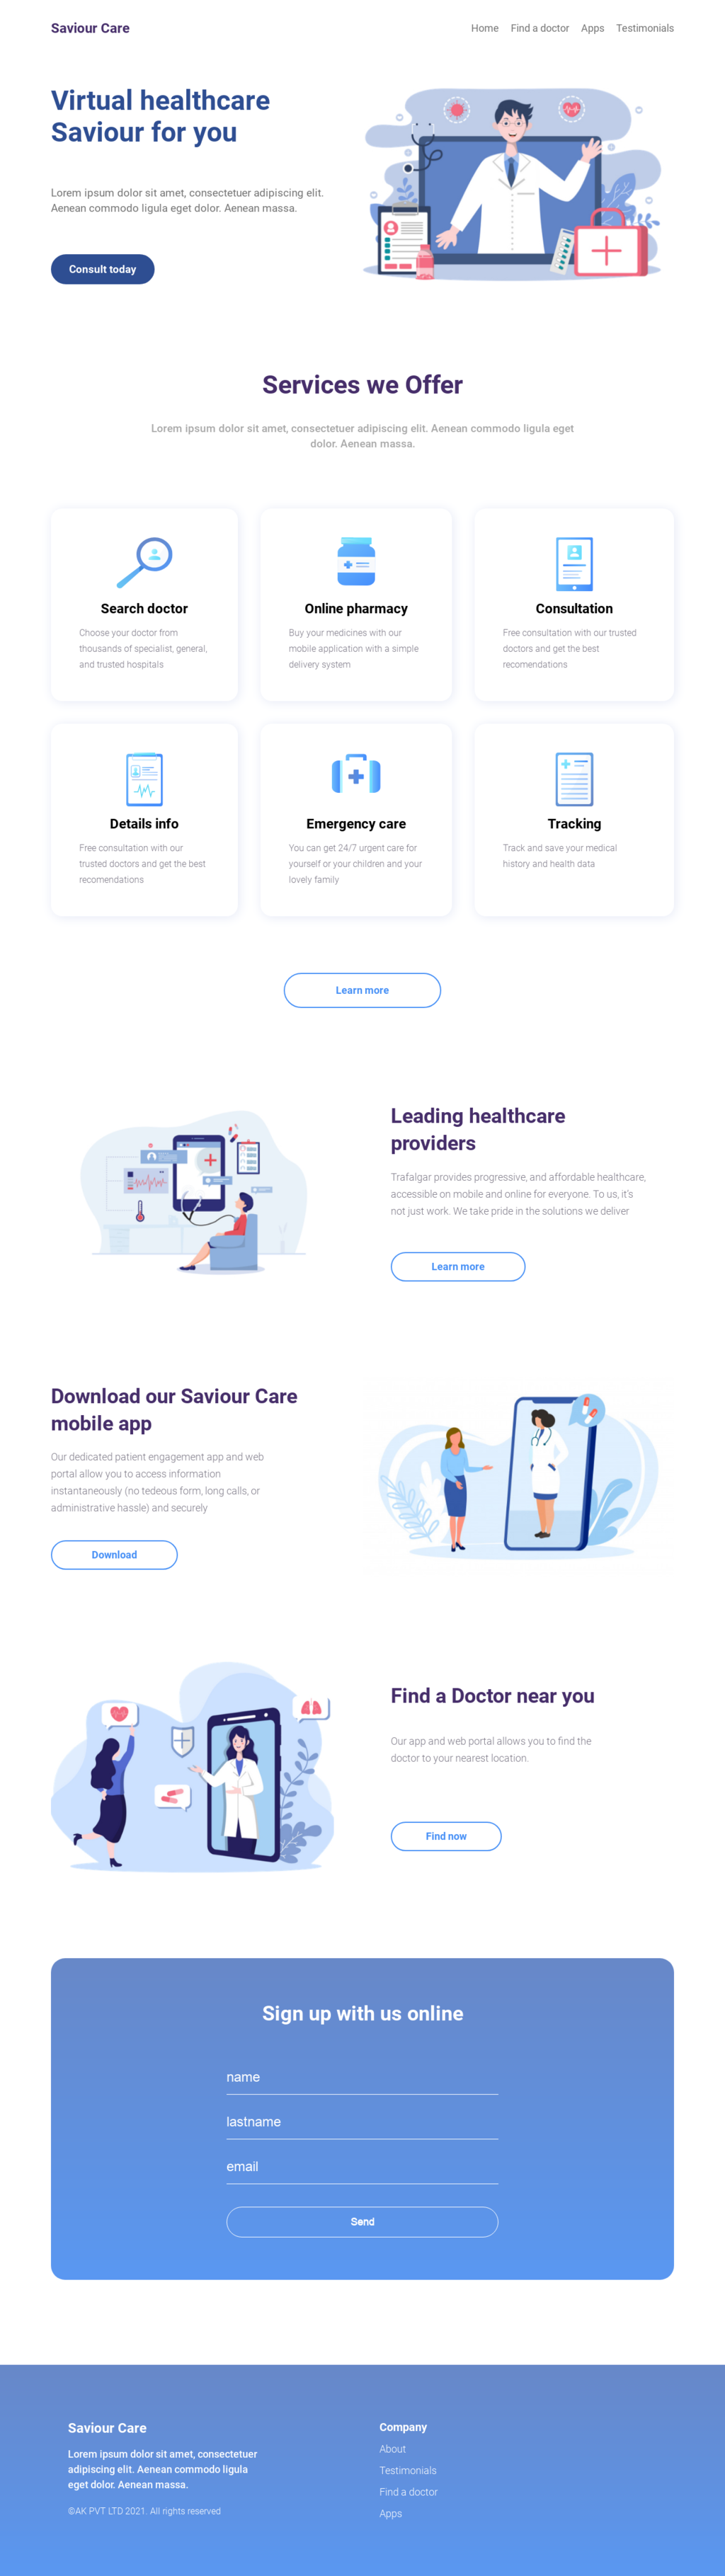 Saviour Care
Home Find a doctor Apps Testimonials
Virtual healthcare
Saviour for you
Lorem ipsum dolor sit amet, consectetuer adipiscing elit.
Aenean commodo ligula eget dolor. Aenean massa.
Consult today
Services we Offer
Lorem ipsum dolor sit amet, consectetuer adipiscing elit. Aenean commodo ligula eget
dolor. Aenean massa.
Search doctor
Choose your doctor from
thousands of specialist, general,
and trusted hospitals
Online pharmacy
Buy your medicines with our
mobile application with a simple
delivery system
Consultation
Free consultation with our trusted
doctors and get the best
recomendations
Details info
Free consultation with our
trusted doctors and get the best
recomendations
Emergency care
You can get 24/7 urgent care for
yourself or your children and your
lovely family
Tracking
Track and save your medical
history and health data
Learn more
Leading healthcare
providers
Trafalgar provides progressive, and affordable healthcare,
accessible on mobile and online for everyone. To us, it's
not just work. We take pride in the solutions we deliver
Learn more
Download our Saviour Care
mobile app
Our dedicated patient engagement app and web
portal allow you to access information
instantaneously (no tedeous form, long calls, or
administrative hassle) and securely
Download
Find a Doctor near you
Our app and web portal allows you to find the
doctor to your nearest location.
Find now
Sign up with us online
name
lastname
email
Send
Saviour Care
Lorem ipsum dolor sit amet, consectetuer
adipiscing elit. Aenean commodo ligula
eget dolor. Aenean massa.
©AK PVT LTD 2021. All rights reserved
Company
About
Testimonials
Find a doctor
Apps